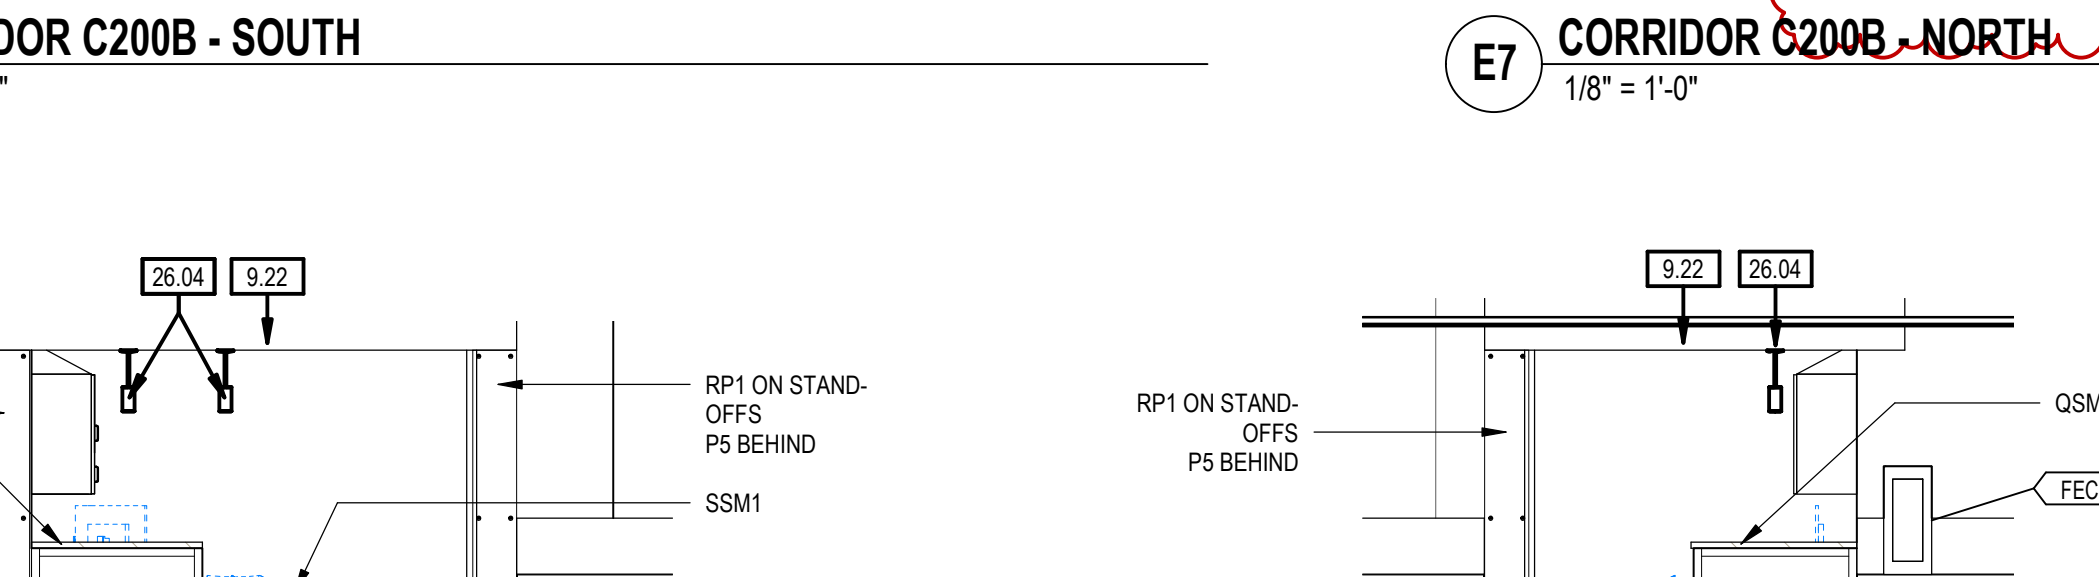 DOR C200B - SOUTH
"
E7
CORRIDOR C200B - NORTH
1/8" = 1'-0"
26.04
9.22
RP1 ON STAND-
OFFS
P5 BEHIND
SSM1
9.22
26.04
RP1 ON STAND-
OFFS
P5 BEHIND
QSM
FEC